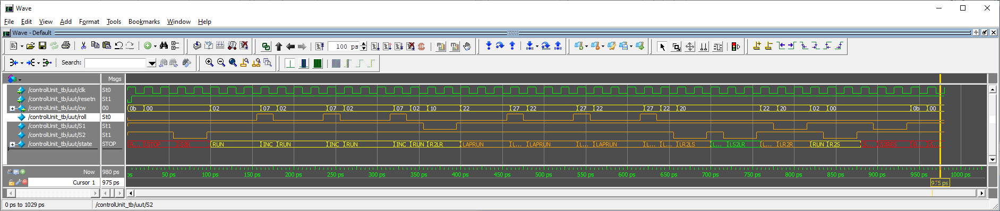 Wave
File Edit View Add Format Tools Bookmarks Window Help
Wave - Default
100 ps
Search:
Msgs
/controlUnit_tb/uut/clk St0
/controlUnit_tb/uut/resetn St1
/controlUnit_tb/uut/cw 00 0b 00 02 07 02 07 02 07 02 10 22 27 22 27 22 27 22 20 22 20 02 00 0b 00
/controlUnit_tb/uut/roll St0
/controlUnit_tb/uut/S1 St1
/controlUnit_tb/uut/S2 St1
/controlUnit_tb/uut/state STOP R... STOP RUN INC RUN INC RUN INC RUN R2LR LAPRUN L... LAPRUN L... LAPRUN L... L... LR2LS L... LS2LR L... LR2R RUN R2S
Now 980 ps ps 50 ps 100 ps 150 ps 200 ps 250 ps 300 ps 350 ps 400 ps 450 ps 500 ps 550 ps 600 ps 650 ps 700 ps 750 ps 800 ps 850 ps 900 ps 950 ps 1000 ps
Cursor 1 975 ps 975 ps
0 ps to 1029 ps /controlUnit_tb/uut/S2